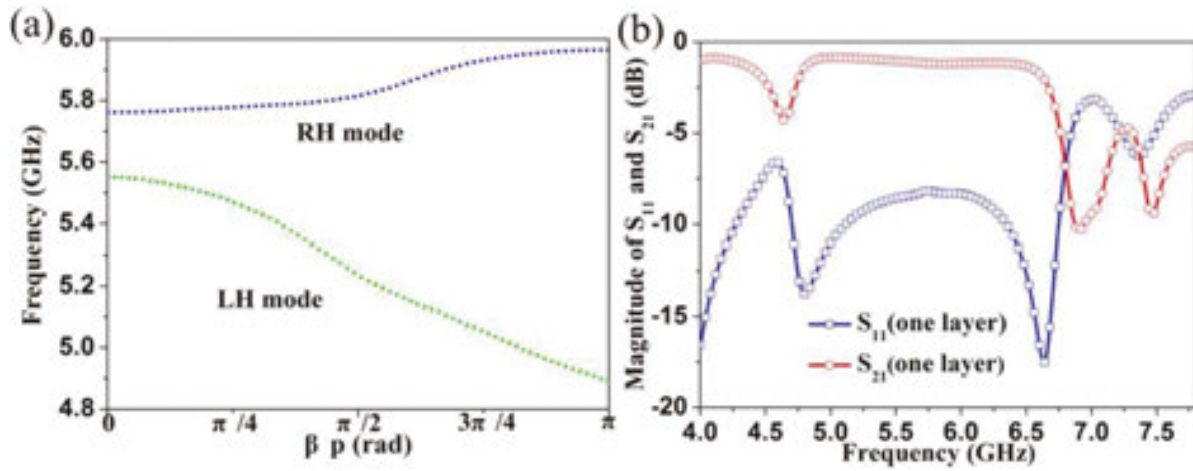 (a)
6.0
5.8
5.6
5.4
5.2
5.0
4.8
Frequency (GHz)
RH mode
LH mode
0
π /4
π /2
3π /4
π
β p (rad)
(b)
0
-5
-10
-15
-20
Magnitude of S₁₁ and S₂₁ (dB)
S₁₁(one layer)
S₂₁(one layer)
4.0 4.5 5.0 5.5 6.0 6.5 7.0 7.5
Frequency (GHz)